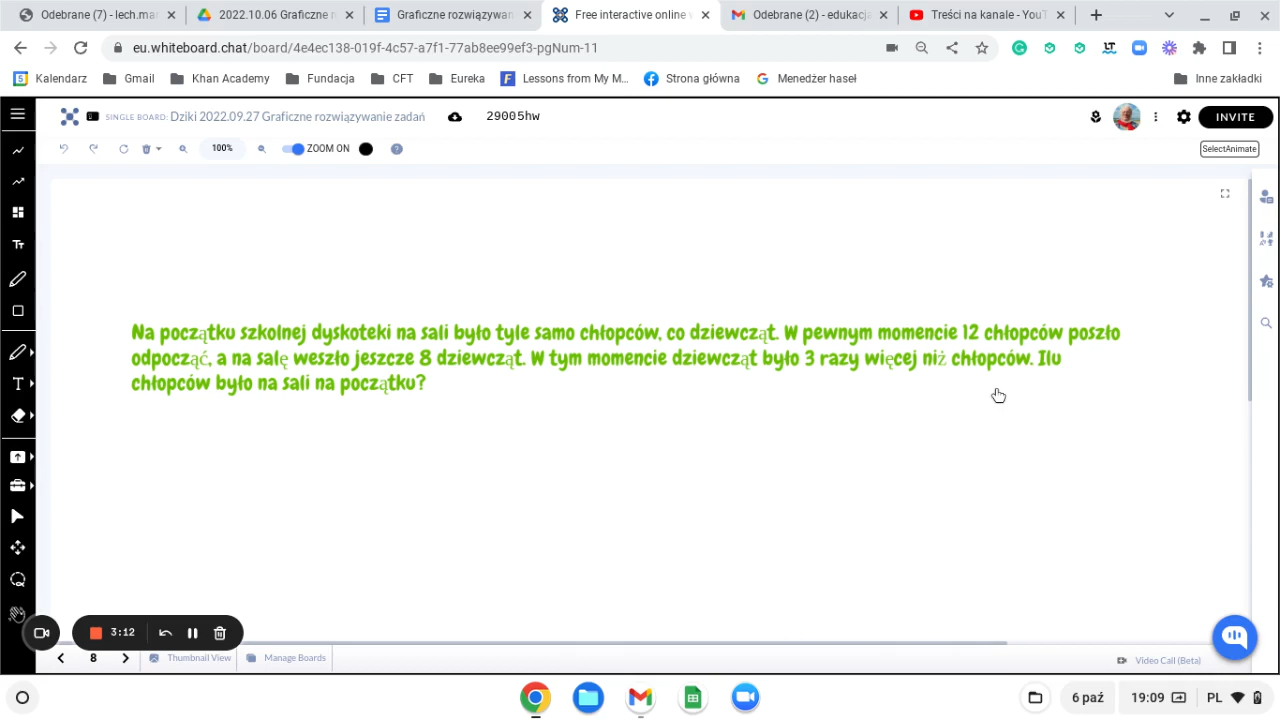 Odebrane (7) - lech.mar
2022.10.06 Graficzne r
Graficzne rozwiązywan
Free interactive online w
Odebrane (2) - edukacja
Treści na kanale - YouT
eu.whiteboard.chat/board/4e4ec138-019f-4c57-a7f1-77ab8ee99ef3-pgNum-11
Kalendarz
Gmail
Khan Academy
Fundacja
CFT
Eureka
Lessons from My M...
Strona główna
Menedżer haseł
Inne zakładki
SINGLE BOARD: Dziki 2022.09.27 Graficzne rozwiązywanie zadań
29005hw
INVITE
100%
ZOOM ON
SelectAnimate
Na początku szkolnej dyskoteki na sali było tyle samo chłopców, co dziewcząt. W pewnym momencie 12 chłopców poszło
odpocząć, a na salę weszło jeszcze 8 dziewcząt. W tym momencie dziewcząt było 3 razy więcej niż chłopców. Ilu
chłopców było na sali na początku?
3:12
8
Thumbnail View
Manage Boards
Video Call (Beta)
6 paź
19:09
PL